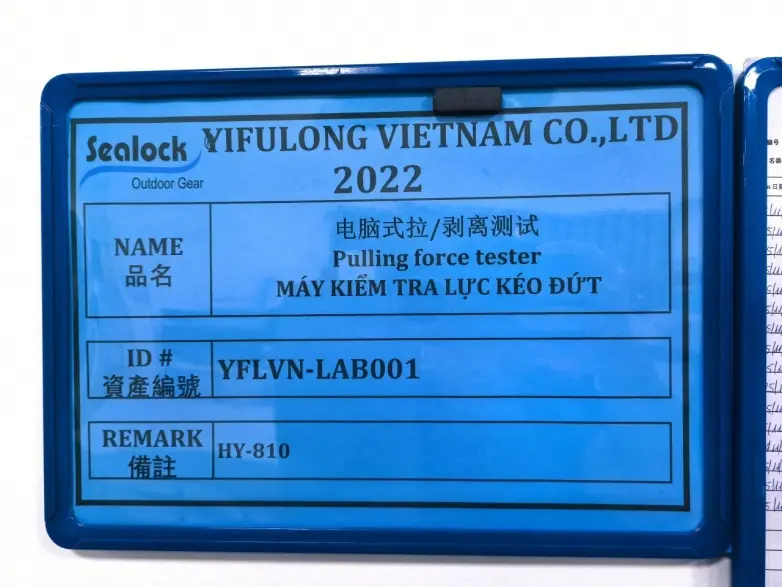 Sealock
Outdoor Gear
YIFULONG VIETNAM CO.,LTD
2022
NAME
品名
电脑式拉/剥离测试
Pulling force tester
MÁY KIỂM TRA LỰC KÉO ĐỨT
ID #
資產編號
YFLVN-LAB001
REMARK
備註
HY-810